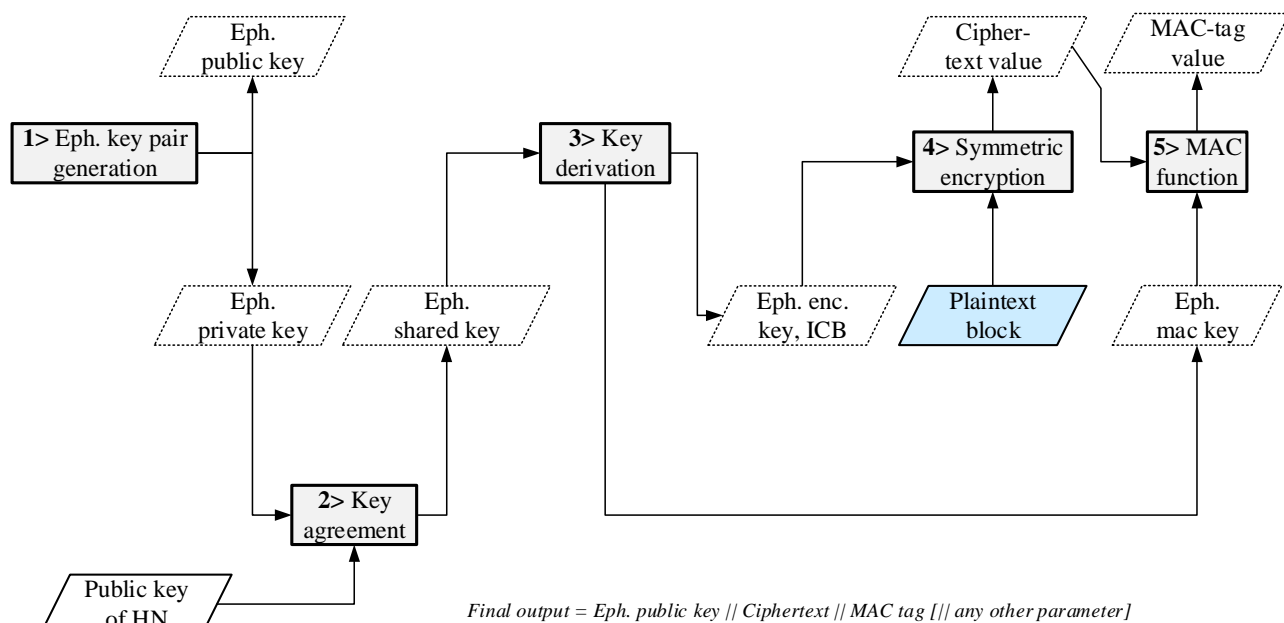 Eph.
public key
Cipher-
text value
MAC-tag
value
1> Eph. key pair
generation
3> Key
derivation
4> Symmetric
encryption
5> MAC
function
Eph.
private key
Eph.
shared key
Eph. enc.
key, ICB
Plaintext
block
Eph.
mac key
2> Key
agreement
Public key
of HN
Final output = Eph. public key || Ciphertext || MAC tag [|| any other parameter]